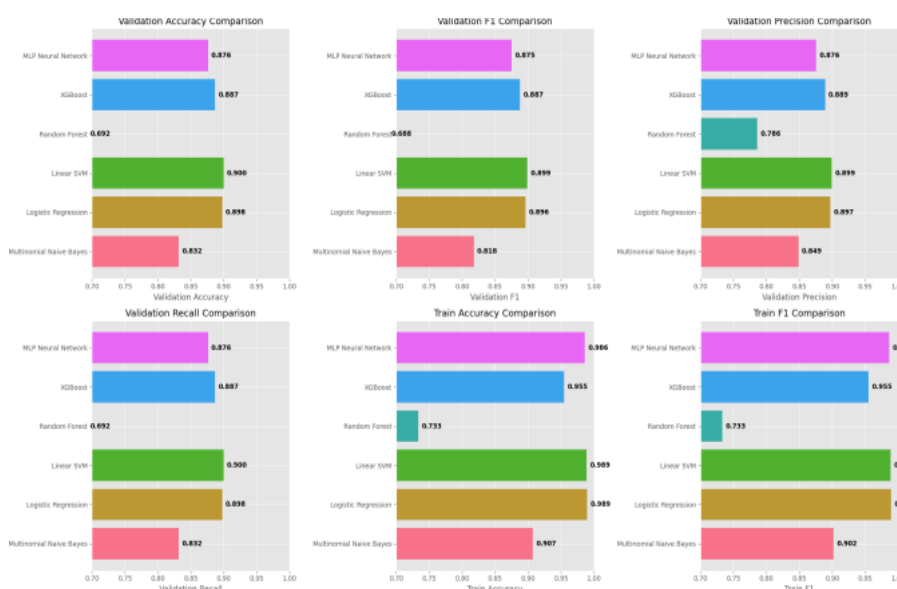 Validation Accuracy Comparison
MLP Neural Network 0.876
XGBoost 0.887
Random Forest 0.692
Linear SVM 0.900
Logistic Regression 0.898
Multinomial Naive Bayes 0.832
0.70 0.75 0.80 0.85 0.90 0.95 1.00
Validation Accuracy
Validation F1 Comparison
MLP Neural Network 0.875
XGBoost 0.887
Random Forest 0.688
Linear SVM 0.899
Logistic Regression 0.896
Multinomial Naive Bayes 0.818
0.70 0.75 0.80 0.85 0.90 0.95 1.00
Validation F1
Validation Precision Comparison
MLP Neural Network 0.876
XGBoost 0.889
Random Forest 0.786
Linear SVM 0.899
Logistic Regression 0.897
Multinomial Naive Bayes 0.849
0.70 0.75 0.80 0.85 0.90 0.95 1.00
Validation Precision
Validation Recall Comparison
MLP Neural Network 0.876
XGBoost 0.887
Random Forest 0.692
Linear SVM 0.900
Logistic Regression 0.898
Multinomial Naive Bayes 0.832
0.70 0.75 0.80 0.85 0.90 0.95 1.00
Validation Recall
Train Accuracy Comparison
MLP Neural Network 0.986
XGBoost 0.955
Random Forest 0.733
Linear SVM 0.989
Logistic Regression 0.989
Multinomial Naive Bayes 0.907
0.70 0.75 0.80 0.85 0.90 0.95 1.00
Train Accuracy
Train F1 Comparison
MLP Neural Network
XGBoost 0.955
Random Forest 0.733
Linear SVM
Logistic Regression
Multinomial Naive Bayes 0.902
0.70 0.75 0.80 0.85 0.90 0.95 1.00
Train F1